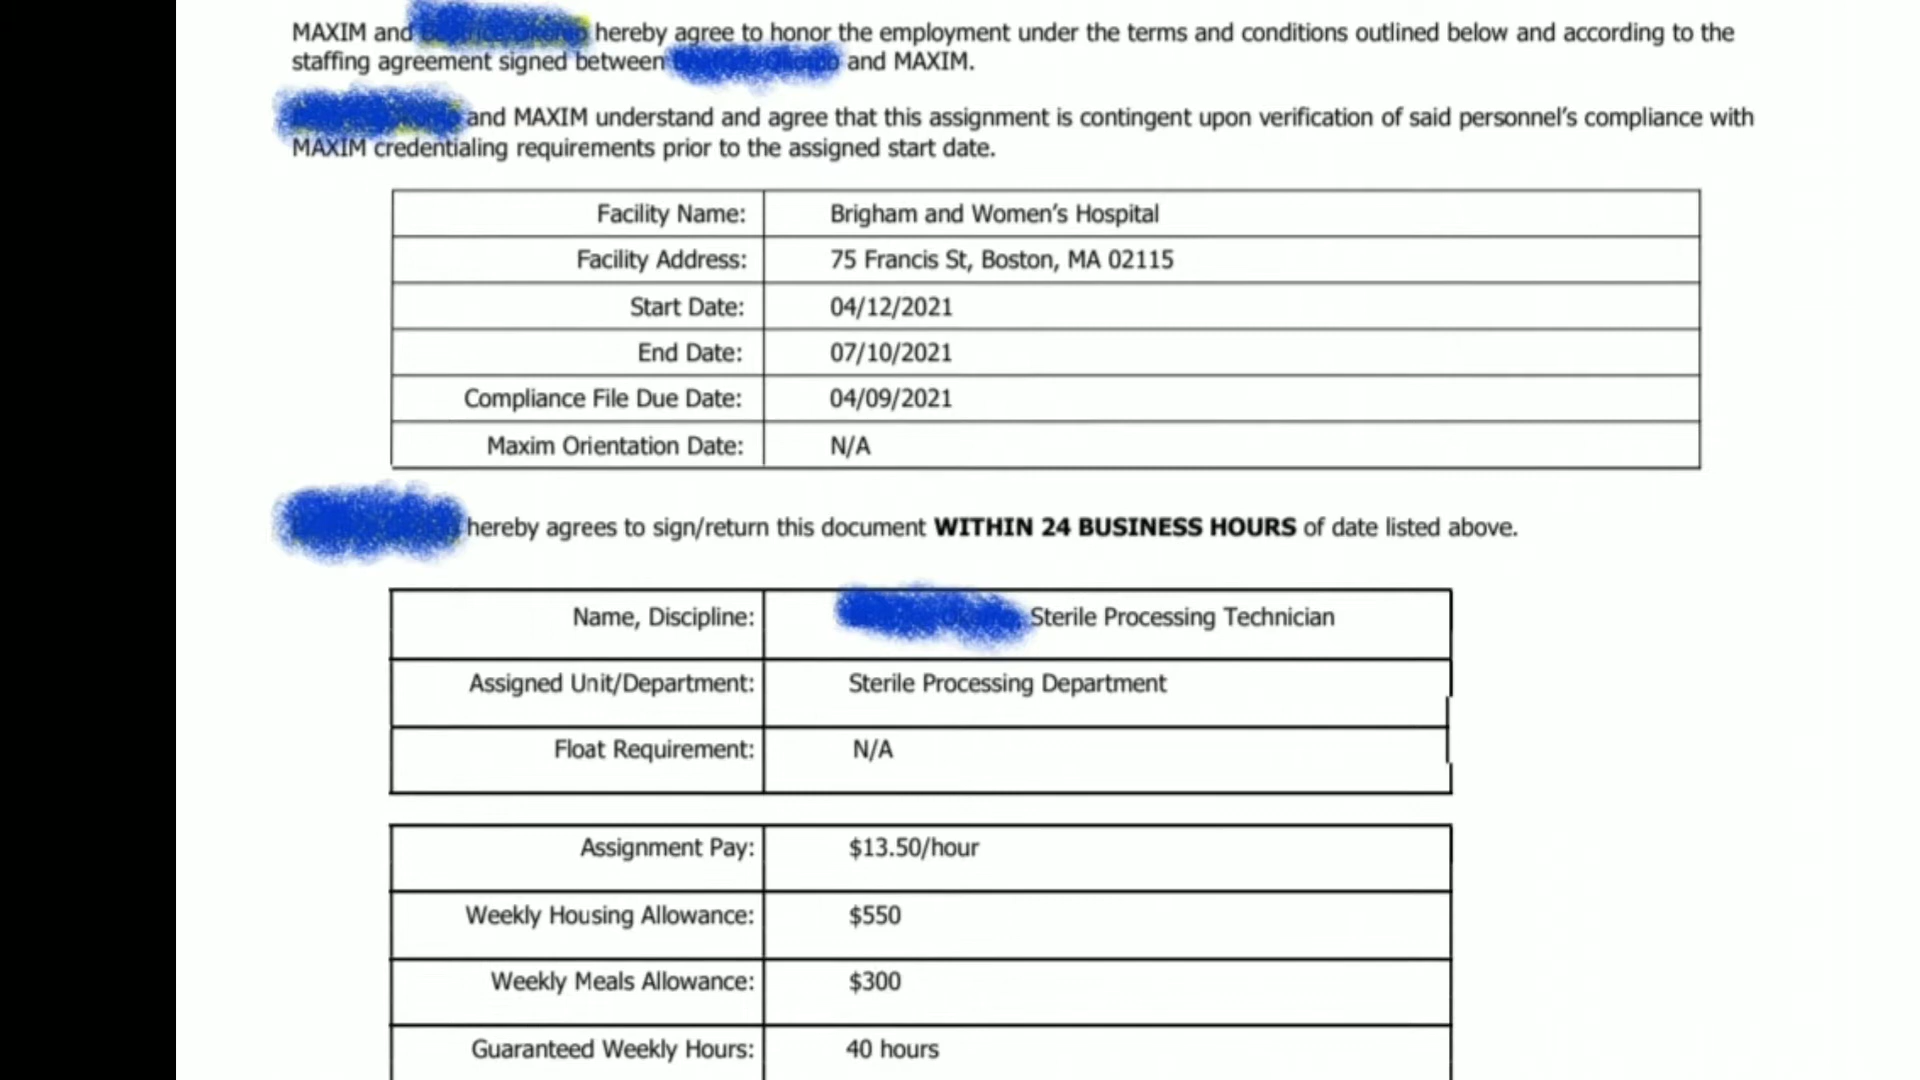 MAXIM and hereby agree to honor the employment under the terms and conditions outlined below and according to the
staffing agreement signed between and MAXIM.
and MAXIM understand and agree that this assignment is contingent upon verification of said personnel's compliance with
MAXIM credentialing requirements prior to the assigned start date.
Facility Name: Brigham and Women's Hospital
Facility Address: 75 Francis St, Boston, MA 02115
Start Date: 04/12/2021
End Date: 07/10/2021
Compliance File Due Date: 04/09/2021
Maxim Orientation Date: N/A
hereby agrees to sign/return this document WITHIN 24 BUSINESS HOURS of date listed above.
Name, Discipline: Sterile Processing Technician
Assigned Unit/Department: Sterile Processing Department
Float Requirement: N/A
Assignment Pay: $13.50/hour
Weekly Housing Allowance: $550
Weekly Meals Allowance: $300
Guaranteed Weekly Hours: 40 hours